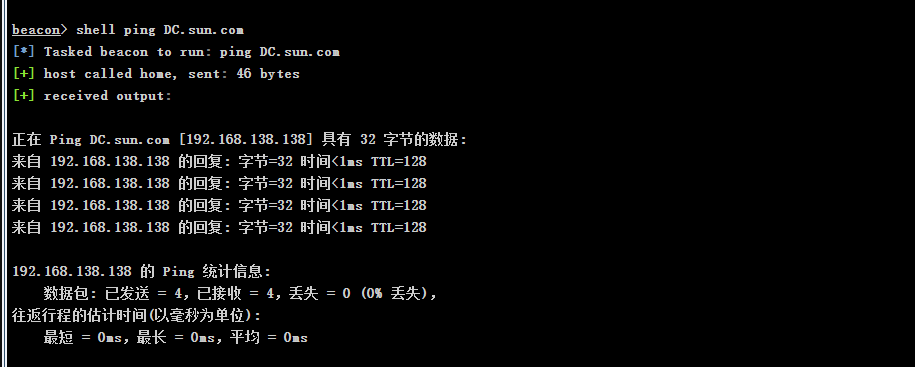 beacon> shell ping DC.sun.com
[*] Tasked beacon to run: ping DC.sun.com
[+] host called home, sent: 46 bytes
[+] received output:
正在 Ping DC.sun.com [192.168.138.138] 具有 32 字节的数据:
来自 192.168.138.138 的回复: 字节=32 时间<1ms TTL=128
来自 192.168.138.138 的回复: 字节=32 时间<1ms TTL=128
来自 192.168.138.138 的回复: 字节=32 时间<1ms TTL=128
来自 192.168.138.138 的回复: 字节=32 时间<1ms TTL=128
192.168.138.138 的 Ping 统计信息:
数据包: 已发送 = 4，已接收 = 4，丢失 = 0 (0% 丢失)，
往返行程的估计时间(以毫秒为单位):
最短 = 0ms，最长 = 0ms，平均 = 0ms